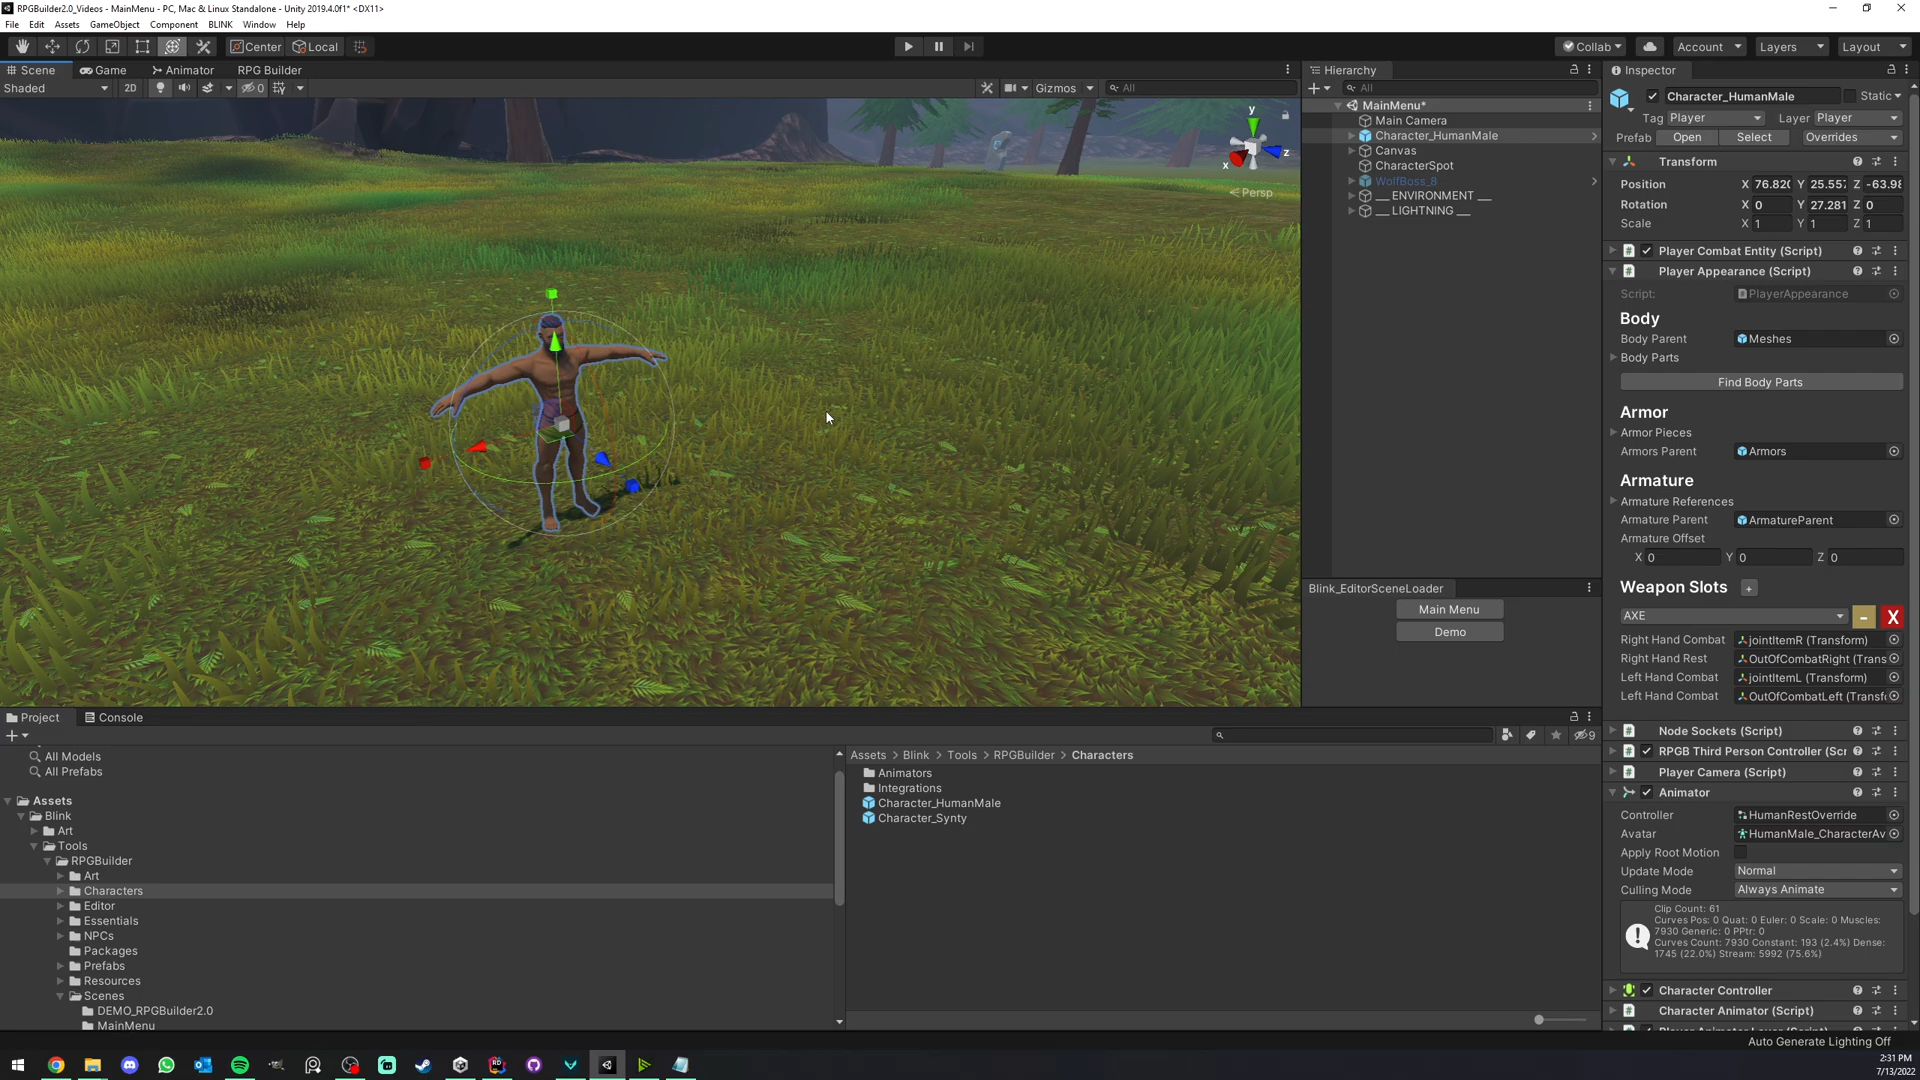 RPGBuilder2.0_Videos - MainMenu - PC, Mac & Linux Standalone - Unity 2019.4.0f1* <DX11>
File Edit Assets GameObject Component BLINK Window Help
Center Local Collab Account Layers Layout
Scene Game Animator RPG Builder
Shaded 2D 0 Gizmos All
y
x
z
Persp
Hierarchy
All
MainMenu*
Main Camera
Character_HumanMale
Canvas
CharacterSpot
WolfBoss_8
__ENVIRONMENT__
__LIGHTNING__
Blink_EditorSceneLoader
Main Menu
Demo
Inspector
Character_HumanMale Static
Tag Player Layer Player
Prefab Open Select Overrides
Transform
Position X 76.820 Y 25.557 Z -63.98
Rotation X 0 Y 27.281 Z 0
Scale X 1 Y 1 Z 1
Player Combat Entity (Script)
Player Appearance (Script)
Script: PlayerAppearance
Body
Body Parent Meshes
Body Parts
Find Body Parts
Armor
Armor Pieces
Armors Parent Armors
Armature
Armature References
Armature Parent ArmatureParent
Armature Offset
X 0 Y 0 Z 0
Weapon Slots +
AXE - X
Right Hand Combat jointItemR (Transform)
Right Hand Rest OutOfCombatRight (Trans
Left Hand Combat jointItemL (Transform)
Left Hand Combat OutOfCombatLeft (Transf
Node Sockets (Script)
RPGB Third Person Controller (Scr
Player Camera (Script)
Animator
Controller HumanRestOverride
Avatar HumanMale_CharacterAv
Apply Root Motion
Update Mode Normal
Culling Mode Always Animate
Clip Count: 61
Curves Pos: 0 Quat: 0 Euler: 0 Scale: 0 Muscles:
7930 Generic: 0 PPtr: 0
Curves Count: 7930 Constant: 193 (2.4%) Dense:
1745 (22.0%) Stream: 5992 (75.6%)
Character Controller
Character Animator (Script)
Project Console
9
All Models
All Prefabs
Assets
Blink
Art
Tools
RPGBuilder
Art
Characters
Editor
Essentials
NPCs
Packages
Prefabs
Resources
Scenes
DEMO_RPGBuilder2.0
MainMenu
Assets > Blink > Tools > RPGBuilder > Characters
Animators
Integrations
Character_HumanMale
Character_Synty
Auto Generate Lighting Off
2:31 PM
7/13/2022